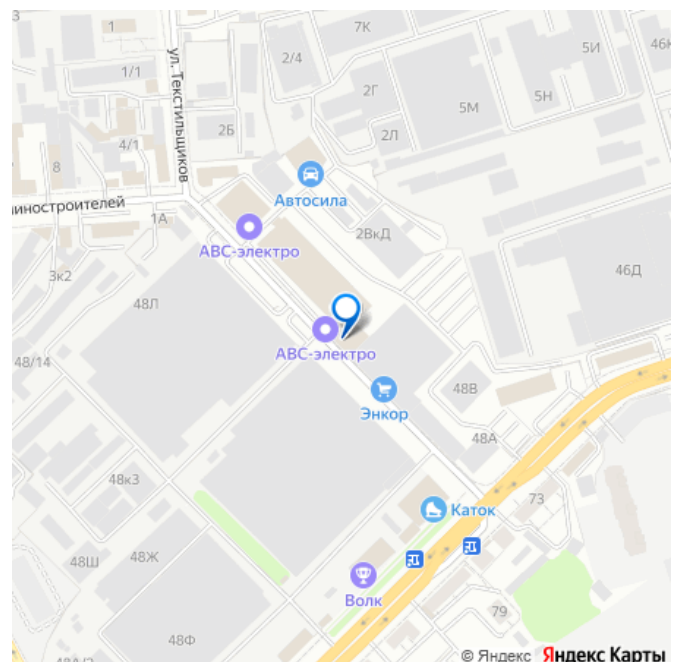 1
7К
46К
5И
2/4
1/1
2Г
5М
5Н
ул. Текстильщиков
2Б
2Л
4/1
8
Автосила
иностроителей
1А
2ВкД
АВС-электро
3к2
46Д
48Л
АВС-электро
48/14
48В
Энкор
48А
48к3
73
Каток
48Ш
48Ж
Волк
79
48Ф
© Яндекс Яндекс Карты